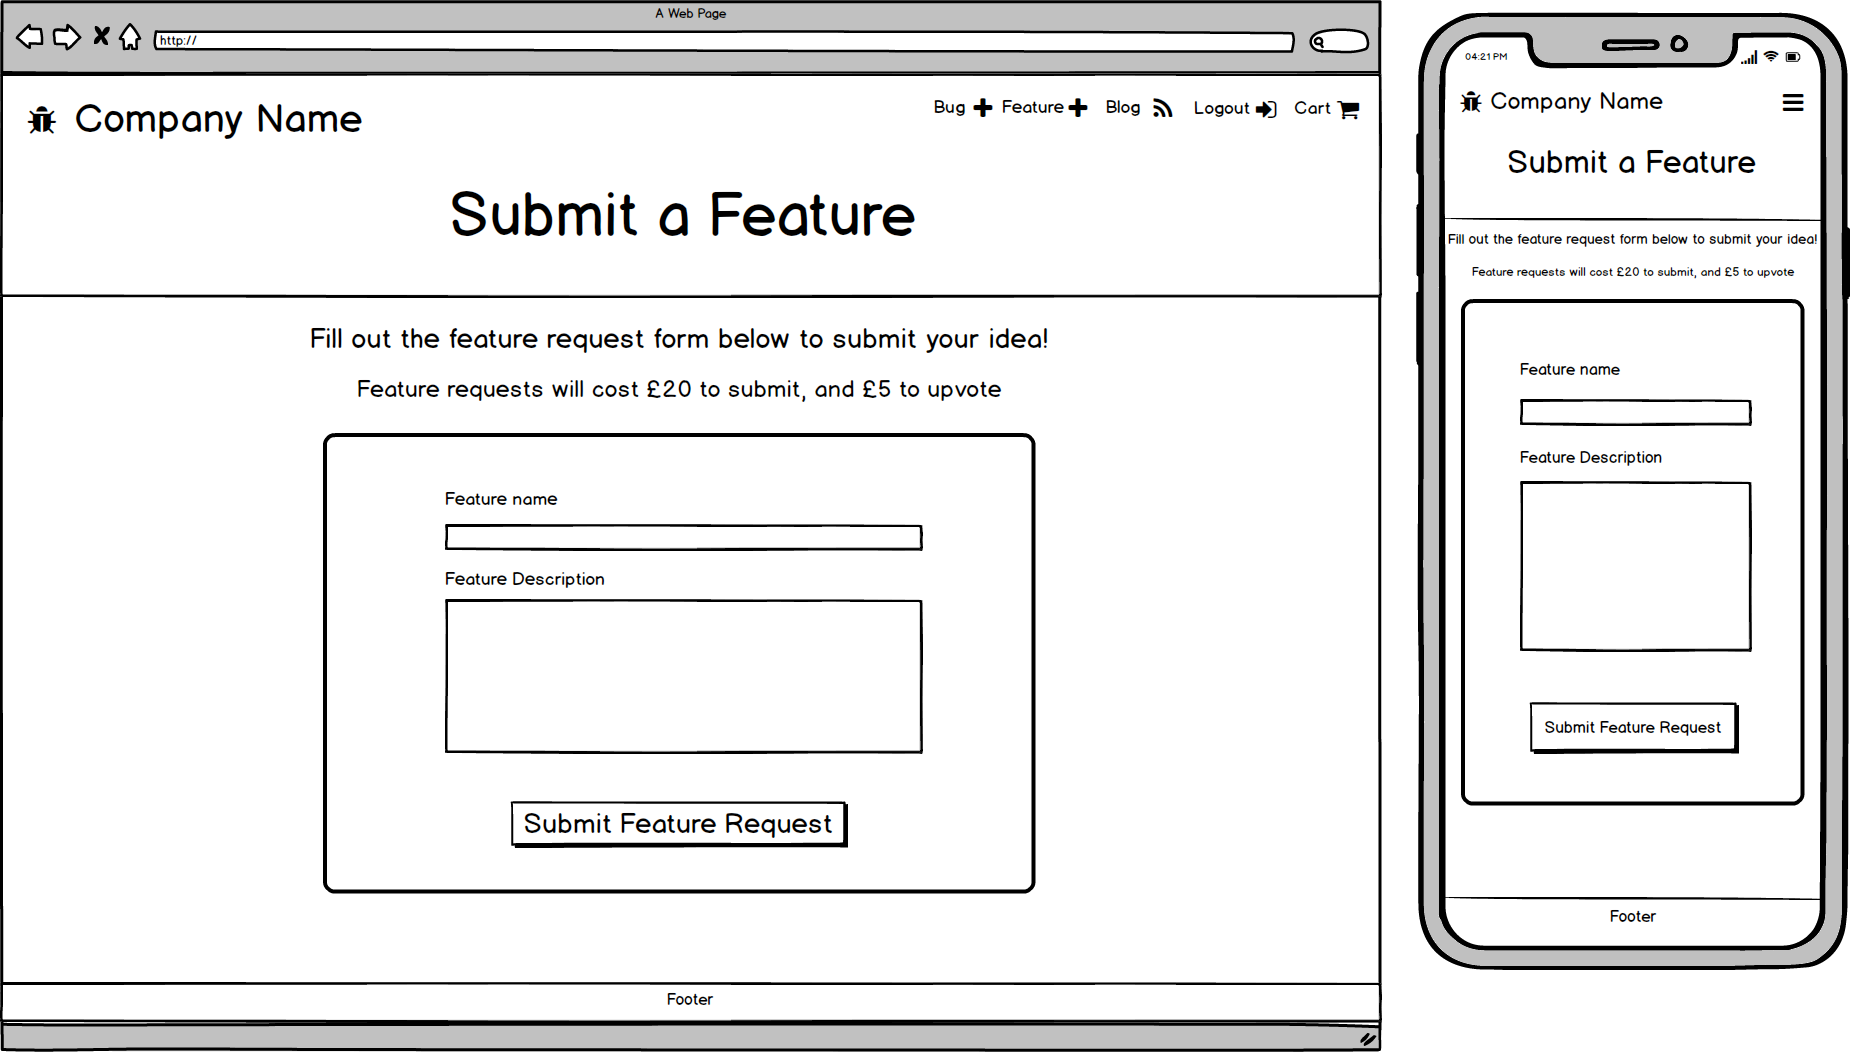 A Web Page
http://
Company Name
Bug Feature Blog Logout Cart
Submit a Feature
Fill out the feature request form below to submit your idea!
Feature requests will cost £20 to submit, and £5 to upvote
Feature name
Feature Description
Submit Feature Request
Footer
04:21 PM
Company Name
Submit a Feature
Fill out the feature request form below to submit your idea!
Feature requests will cost £20 to submit, and £5 to upvote
Feature name
Feature Description
Submit Feature Request
Footer